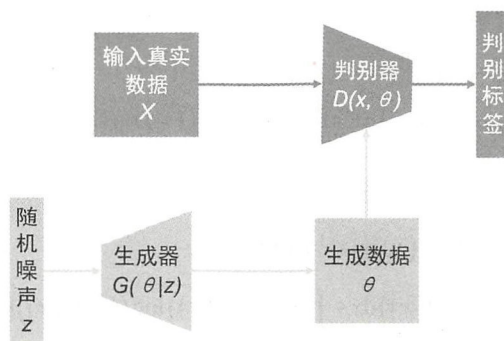 输入真实
数据
X
判别器
D(x, θ)
判
别
标
签
随
机
噪
声
z
生成器
G( θ|z)
生成数据
θ